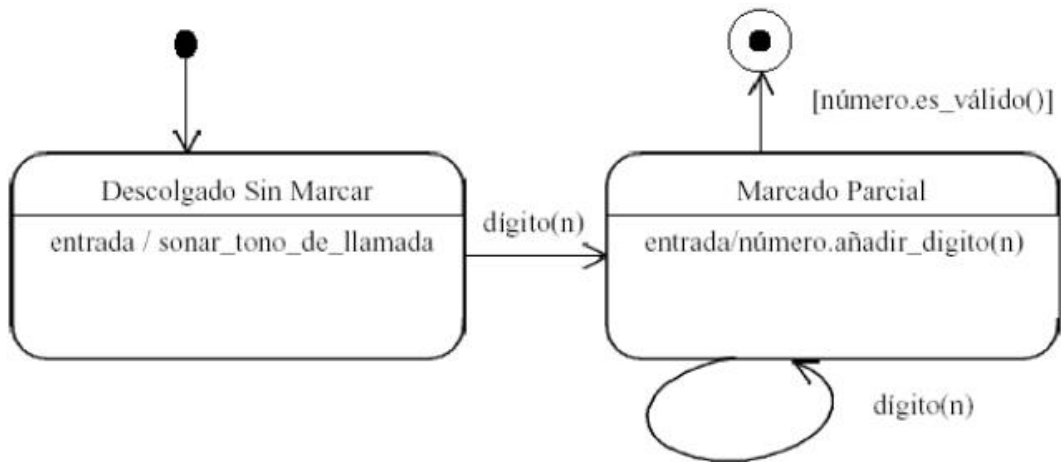 [número.es_válido()]
Descolgado Sin Marcar
entrada / sonar_tono_de_llamada
dígito(n)
Marcado Parcial
entrada/número.añadir_digito(n)
dígito(n)